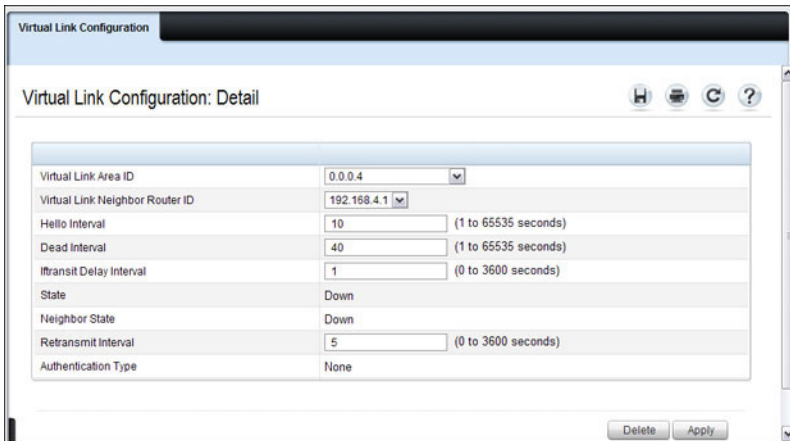 Virtual Link Configuration
Virtual Link Configuration: Detail
Virtual Link Area ID 0.0.0.4
Virtual Link Neighbor Router ID 192.168.4.1
Hello Interval 10 (1 to 65535 seconds)
Dead Interval 40 (1 to 65535 seconds)
Iftransit Delay Interval 1 (0 to 3600 seconds)
State Down
Neighbor State Down
Retransmit Interval 5 (0 to 3600 seconds)
Authentication Type None
Delete Apply